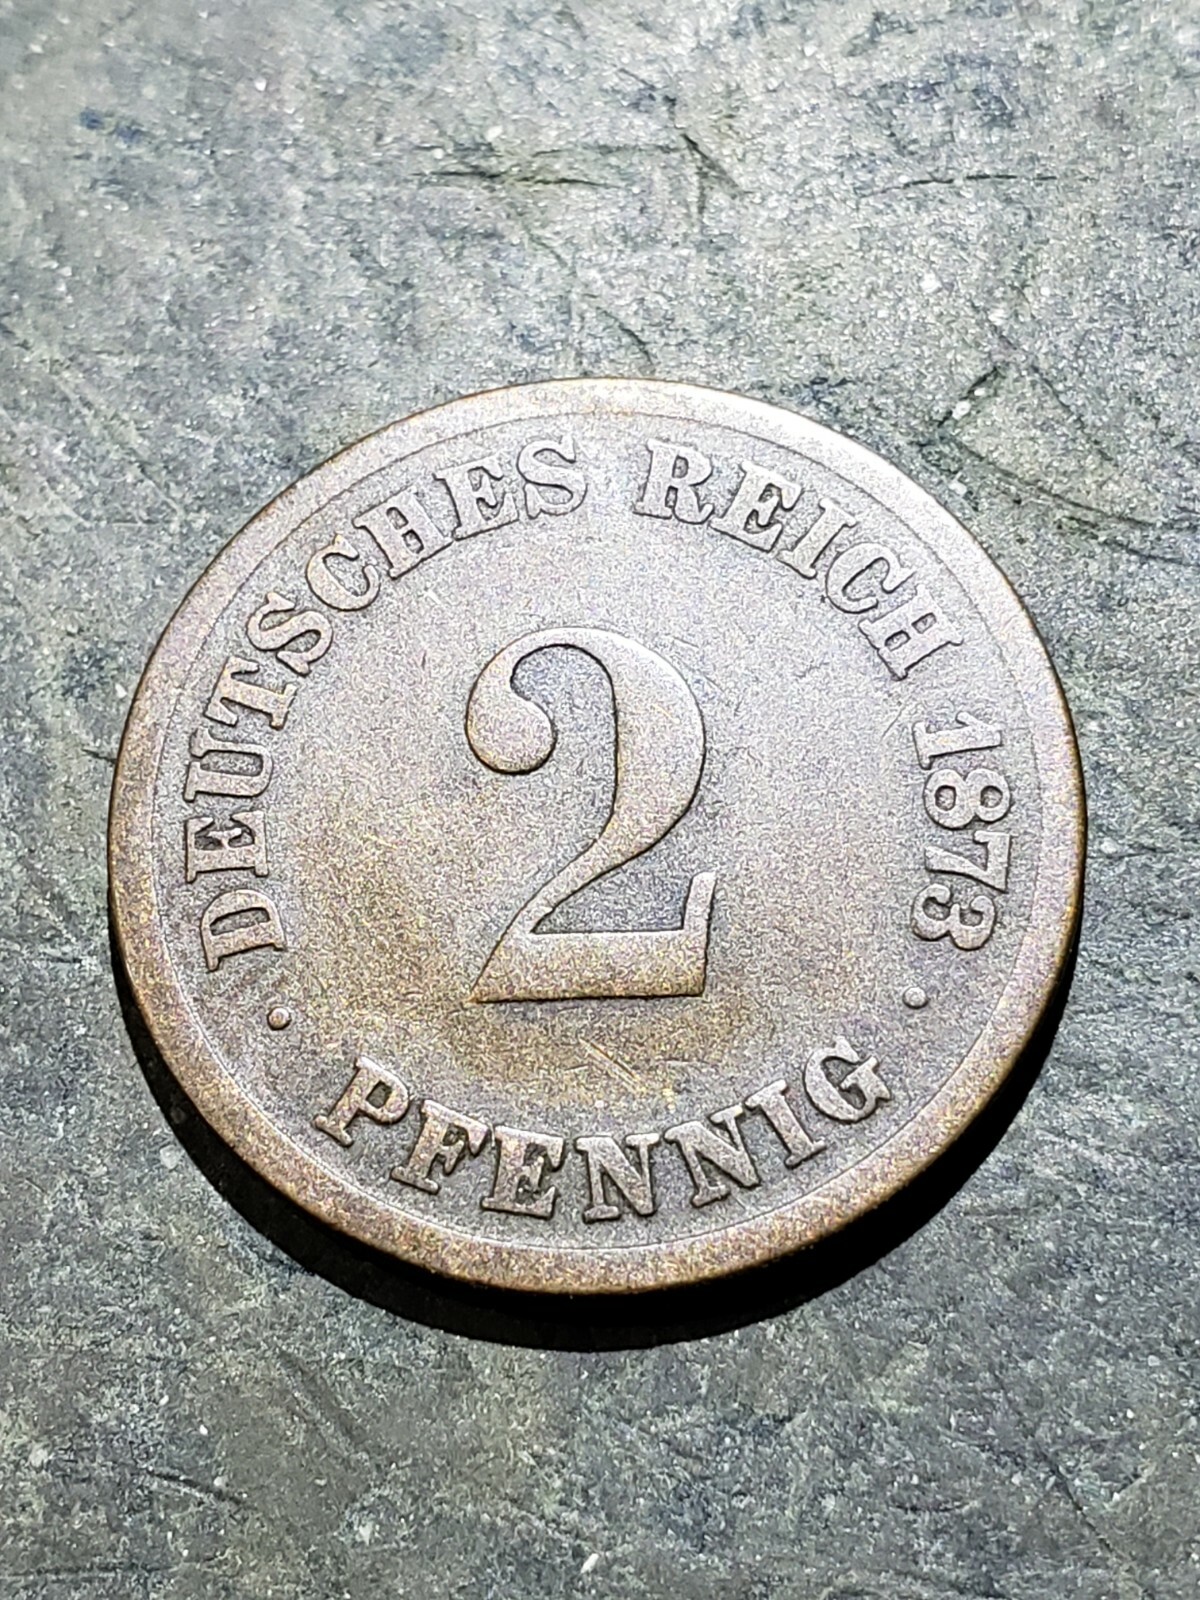 · DEUTSCHES REICH 1873 ·
2
PFENNIG